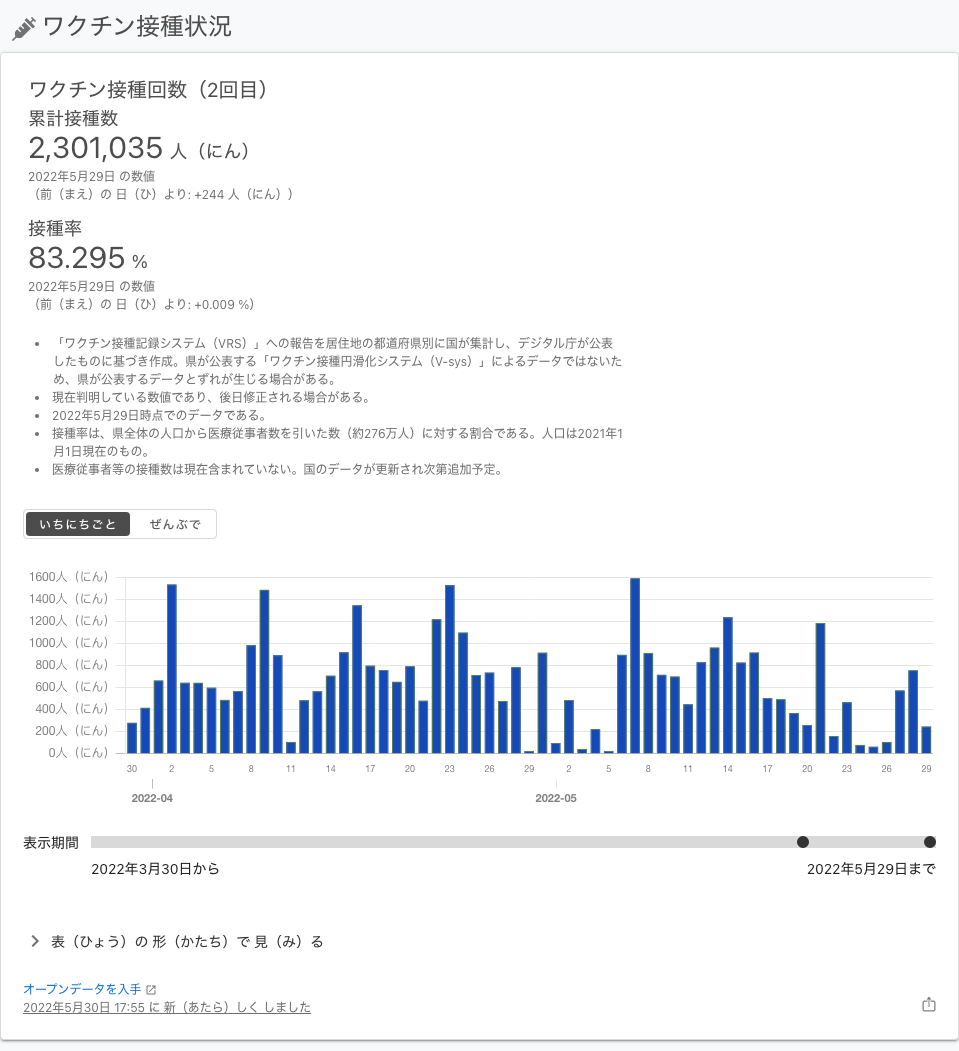 ワクチン接種状況
ワクチン接種回数（2回目）
累計接種数
2,301,035 人（にん）
2022年5月29日 の数値
（前（まえ）の 日（ひ）より: +244 人（にん））
接種率
83.295 %
2022年5月29日 の数値
（前（まえ）の 日（ひ）より: +0.009 %）
• 「ワクチン接種記録システム（VRS）」への報告を居住地の都道府県別に国が集計し、デジタル庁が公表
したものに基づき作成。県が公表する「ワクチン接種円滑化システム（V-sys）」によるデータではないた
め、県が公表するデータとずれが生じる場合がある。
• 現在判明している数値であり、後日修正される場合がある。
• 2022年5月29日時点でのデータである。
• 接種率は、県全体の人口から医療従事者数を引いた数（約276万人）に対する割合である。人口は2021年1
月1日現在のもの。
• 医療従事者等の接種数は現在含まれていない。国のデータが更新され次第追加予定。
いちにちごと ぜんぶで
1600人（にん）
1400人（にん）
1200人（にん）
1000人（にん）
800人（にん）
600人（にん）
400人（にん）
200人（にん）
0人（にん）
30 2 5 8 11 14 17 20 23 26 29 2 5 8 11 14 17 20 23 26 29
2022-04 2022-05
表示期間
2022年3月30日から 2022年5月29日まで
表（ひょう）の 形（かたち）で 見（み）る
オープンデータを入手
2022年5月30日 17:55 に 新（あたら）しく しました